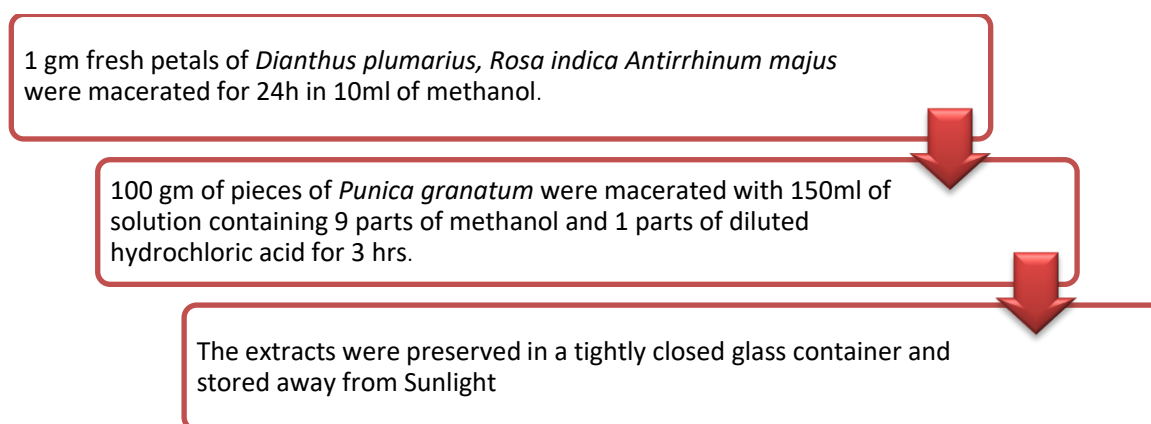 1 gm fresh petals of Dianthus plumarius, Rosa indica Antirrhinum majus
were macerated for 24h in 10ml of methanol.
100 gm of pieces of Punica granatum were macerated with 150ml of
solution containing 9 parts of methanol and 1 parts of diluted
hydrochloric acid for 3 hrs.
The extracts were preserved in a tightly closed glass container and
stored away from Sunlight